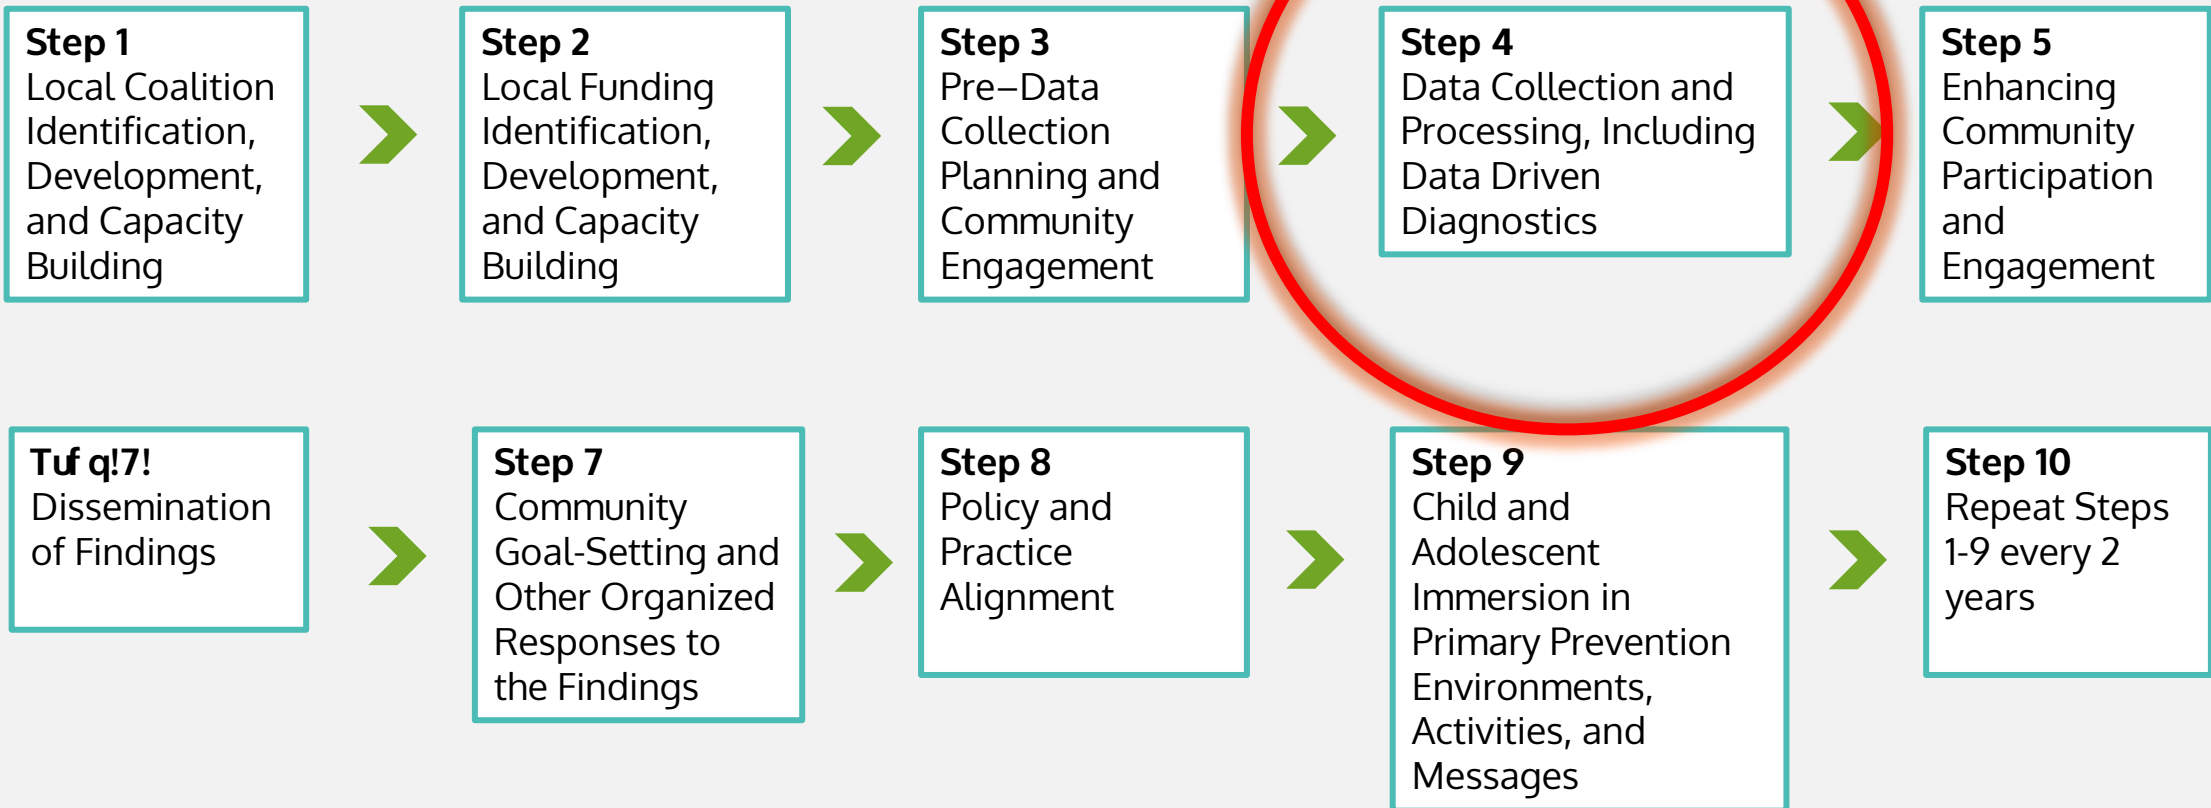 Step 1
Local Coalition
Identification,
Development,
and Capacity
Building
Step 2
Local Funding
Identification,
Development,
and Capacity
Building
Step 3
Pre–Data
Collection
Planning and
Community
Engagement
Step 4
Data Collection and
Processing, Including
Data Driven
Diagnostics
Step 5
Enhancing
Community
Participation
and
Engagement
Tuf q!7!
Dissemination
of Findings
Step 7
Community
Goal-Setting and
Other Organized
Responses to
the Findings
Step 8
Policy and
Practice
Alignment
Step 9
Child and
Adolescent
Immersion in
Primary Prevention
Environments,
Activities, and
Messages
Step 10
Repeat Steps
1-9 every 2
years